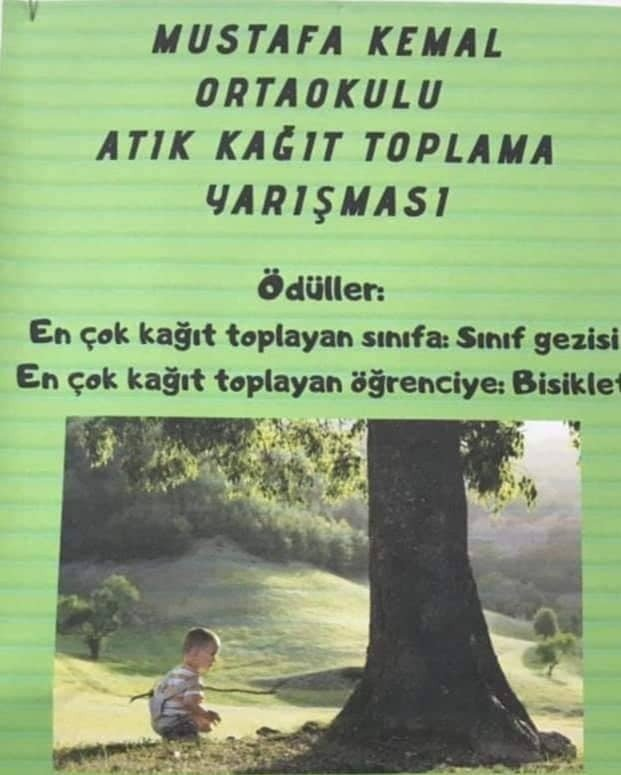 MUSTAFA KEMAL
ORTAOKULU
ATIK KAĞIT TOPLAMA
YARIŞMASI
Ödüller:
En çok kağıt toplayan sınıfa: Sınıf gezisi
En çok kağıt toplayan öğrenciye: Bisiklet